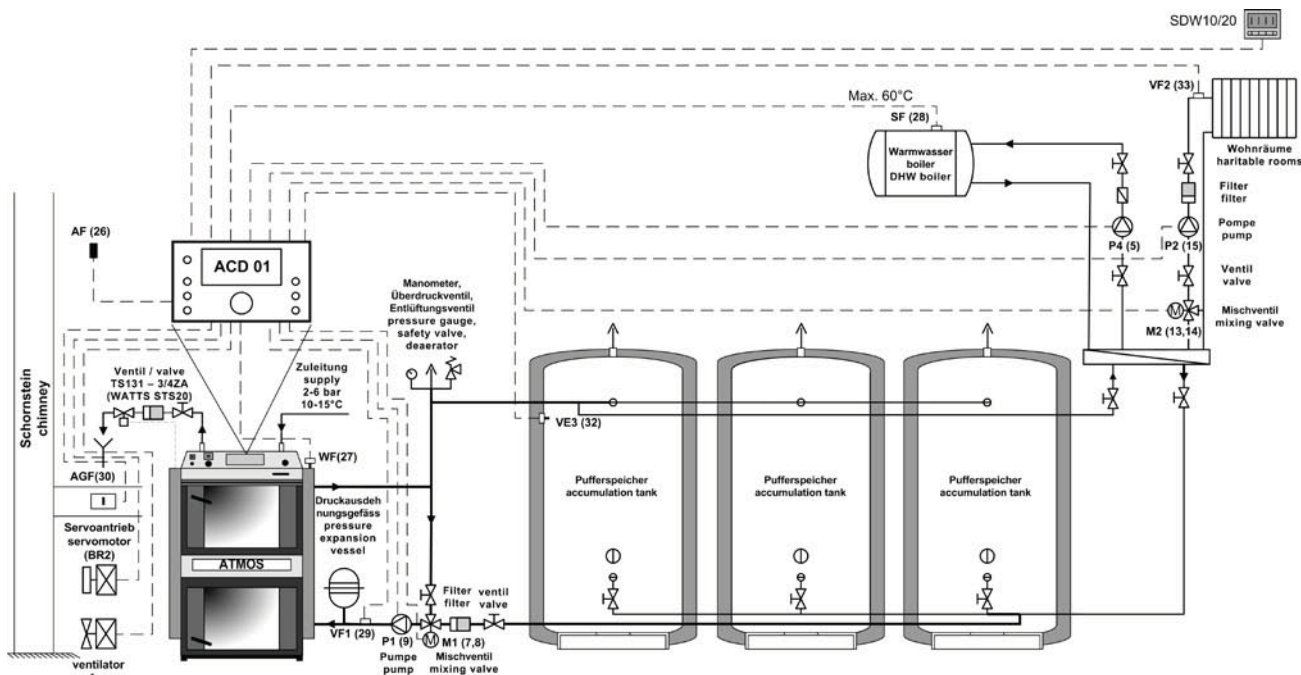 SDW10/20
VF2 (33)
Max. 60°C
SF (28)
Warmwasser
boiler
DHW boiler
Wohnräume
haritable rooms
Filter
filter
Pompe
pump
P4 (5)
P2 (15)
Ventil
valve
Mischventil
mixing valve
M
M2 (13,14)
AF (26)
ACD 01
Manometer,
Überdruckventil,
Entlüftungsventil
pressure gauge,
safety valve,
deaerator
Schornstein
chimney
Ventil / valve
TS131 – 3/4ZA
(WATTS STS20)
Zuleitung
supply
2-6 bar
10-15°C
VE3 (32)
AGF(30)
WF(27)
Servoantrieb
servomotor
(BR2)
ventilator
ATMOS
Druckausdeh
nungsgefäss
pressure
expansion
vessel
Pufferspeicher
accumulation tank
Pufferspeicher
accumulation tank
Pufferspeicher
accumulation tank
Filter
filter
ventil
valve
VF1 (29)
P1 (9)
Pumpe
pump
M
M1 (7,8)
Mischventil
mixing valve